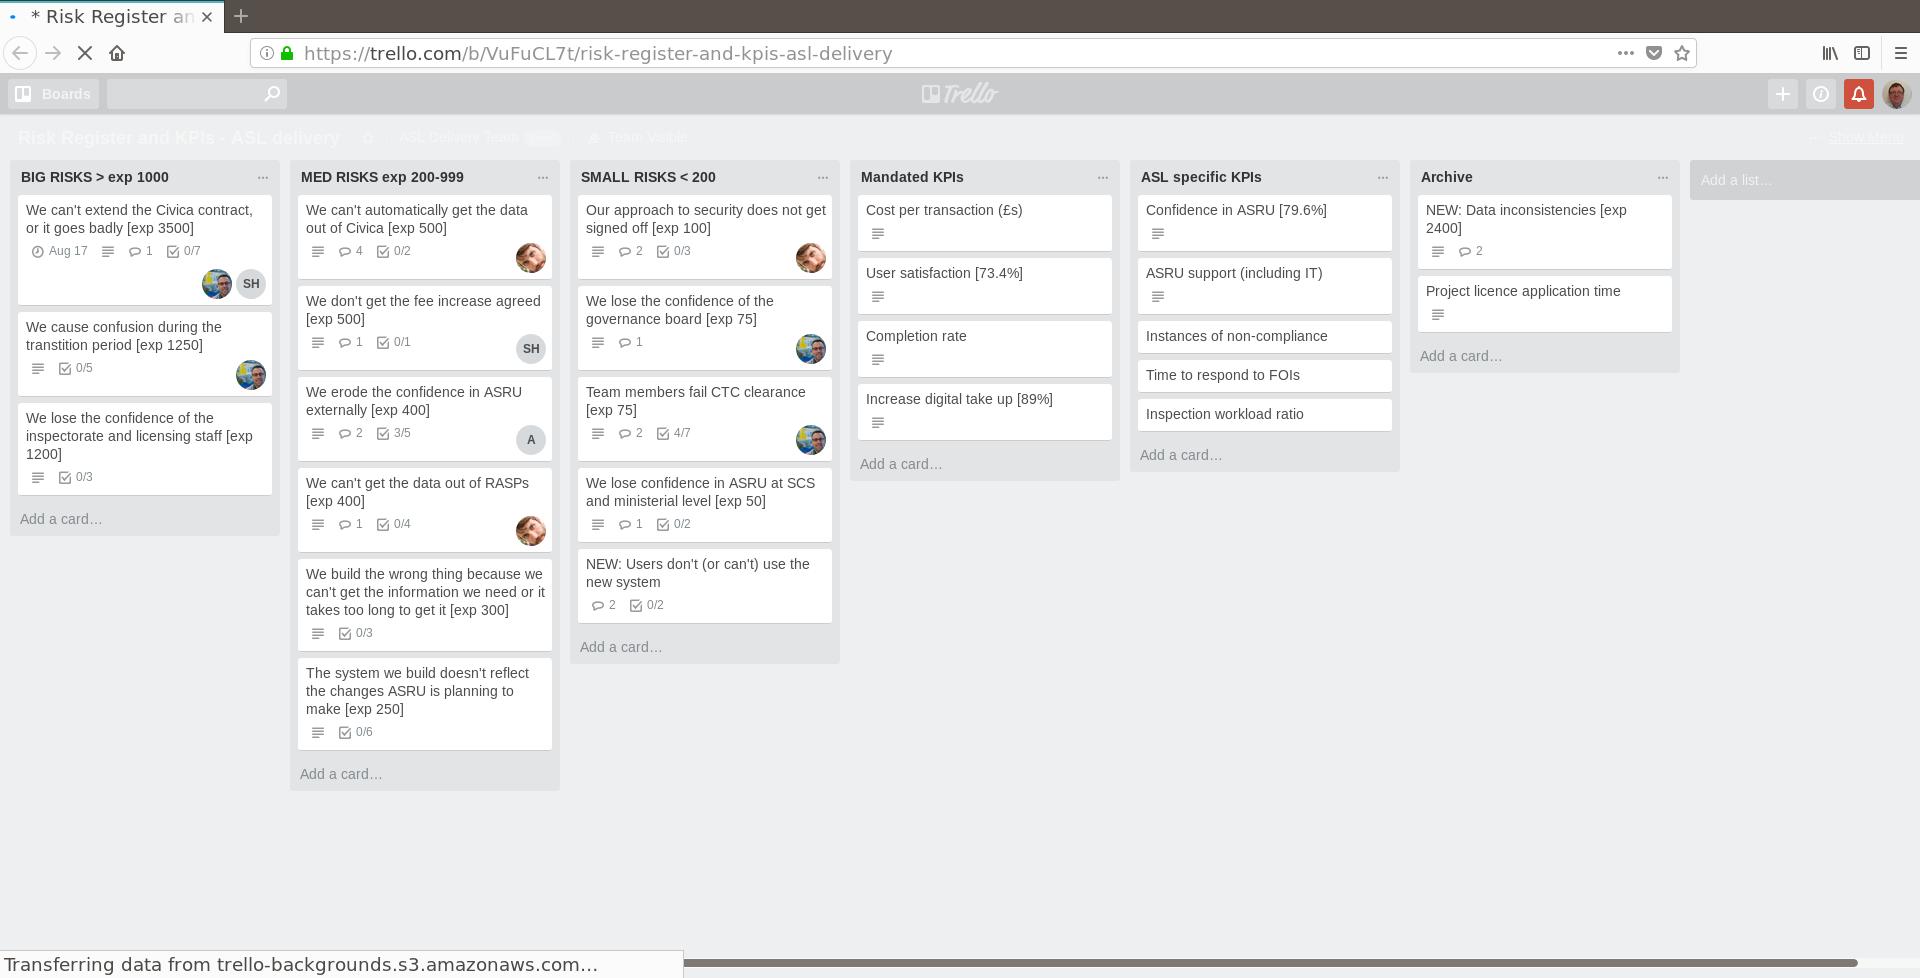 * Risk Register an
https://trello.com/b/VuFuCL7t/risk-register-and-kpis-asl-delivery
Boards
Trello
Risk Register and KPIs - ASL delivery
ASL Delivery Team
Team Visible
Show Menu
BIG RISKS > exp 1000
We can't extend the Civica contract,
or it goes badly [exp 3500]
Aug 17
1
0/7
SH
We cause confusion during the
transtition period [exp 1250]
0/5
We lose the confidence of the
inspectorate and licensing staff [exp
1200]
0/3
Add a card…
MED RISKS exp 200-999
We can't automatically get the data
out of Civica [exp 500]
4
0/2
We don't get the fee increase agreed
[exp 500]
1
0/1
SH
We erode the confidence in ASRU
externally [exp 400]
2
3/5
A
We can't get the data out of RASPs
[exp 400]
1
0/4
We build the wrong thing because we
can't get the information we need or it
takes too long to get it [exp 300]
0/3
The system we build doesn't reflect
the changes ASRU is planning to
make [exp 250]
0/6
Add a card…
SMALL RISKS < 200
Our approach to security does not get
signed off [exp 100]
2
0/3
We lose the confidence of the
governance board [exp 75]
1
Team members fail CTC clearance
[exp 75]
2
4/7
We lose confidence in ASRU at SCS
and ministerial level [exp 50]
1
0/2
NEW: Users don't (or can't) use the
new system
2
0/2
Add a card…
Mandated KPIs
Cost per transaction (£s)
User satisfaction [73.4%]
Completion rate
Increase digital take up [89%]
Add a card…
ASL specific KPIs
Confidence in ASRU [79.6%]
ASRU support (including IT)
Instances of non-compliance
Time to respond to FOIs
Inspection workload ratio
Add a card…
Archive
NEW: Data inconsistencies [exp
2400]
2
Project licence application time
Add a card…
Add a list…
Transferring data from trello-backgrounds.s3.amazonaws.com…